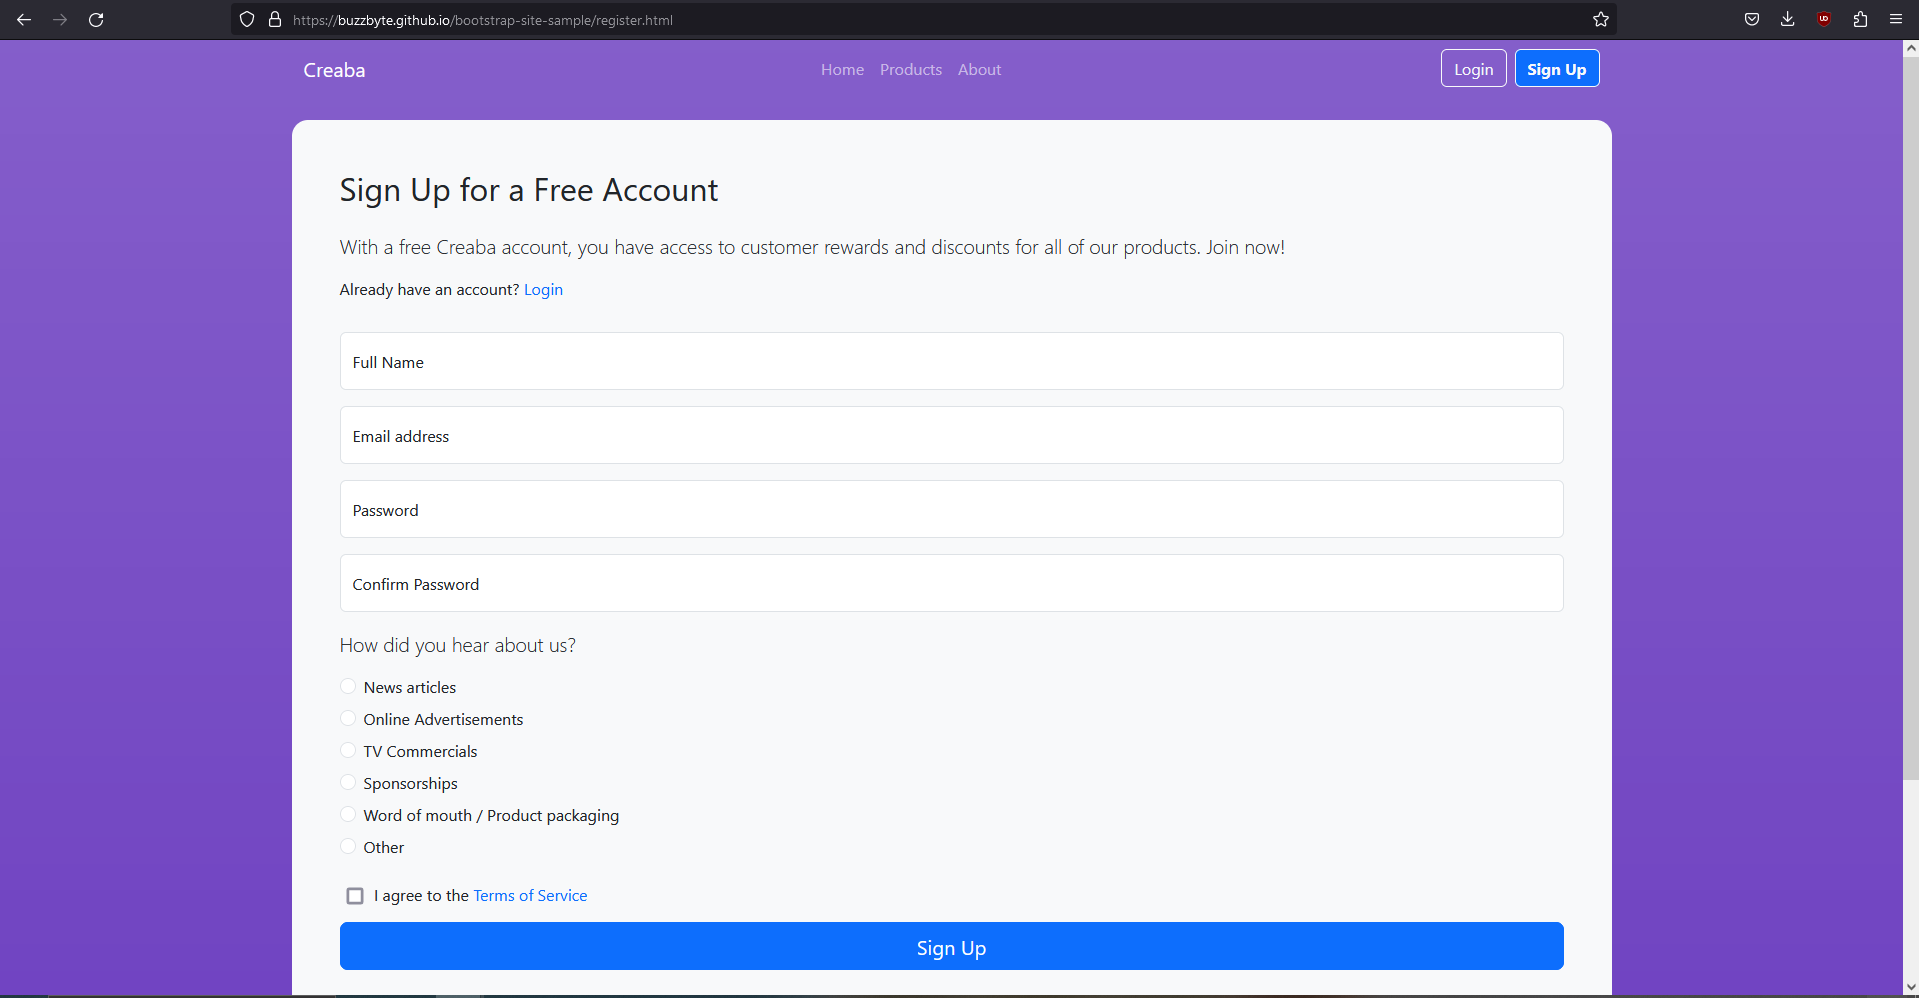 https://buzzbyte.github.io/bootstrap-site-sample/register.html
Creaba
Home Products About
Login Sign Up
Sign Up for a Free Account
With a free Creaba account, you have access to customer rewards and discounts for all of our products. Join now!
Already have an account? Login
Full Name
Email address
Password
Confirm Password
How did you hear about us?
News articles
Online Advertisements
TV Commercials
Sponsorships
Word of mouth / Product packaging
Other
I agree to the Terms of Service
Sign Up